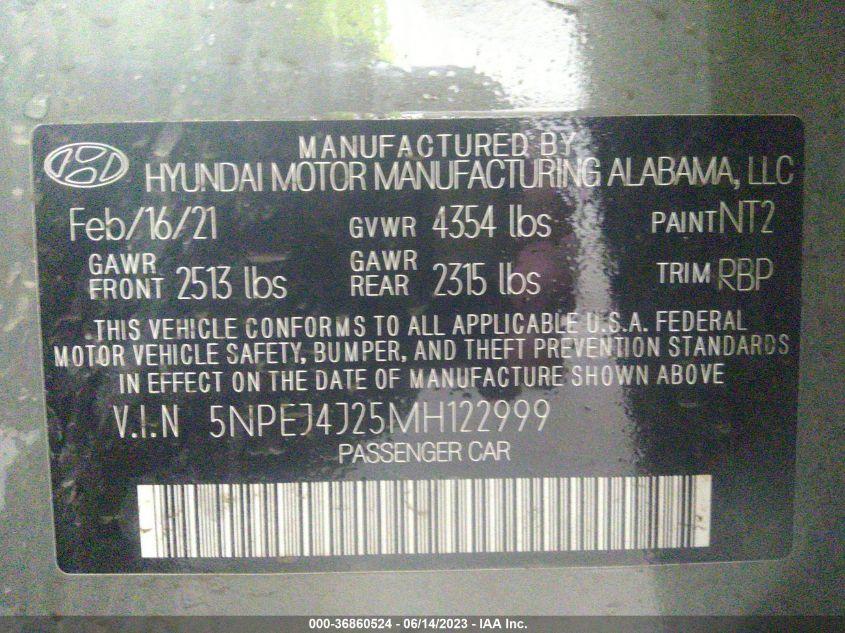 MANUFACTURED BY
HYUNDAI MOTOR MANUFACTURING ALABAMA, LLC
Feb/16/21 GVWR 4354 lbs PAINT NT2
GAWR FRONT 2513 lbs GAWR REAR 2315 lbs TRIM RBP
THIS VEHICLE CONFORMS TO ALL APPLICABLE U.S.A. FEDERAL
MOTOR VEHICLE SAFETY, BUMPER, AND THEFT PREVENTION STANDARDS
IN EFFECT ON THE DATE OF MANUFACTURE SHOWN ABOVE
V.I.N 5NPEJ4J25MH122999
PASSENGER CAR
000-36860524 - 06/14/2023 - IAA Inc.